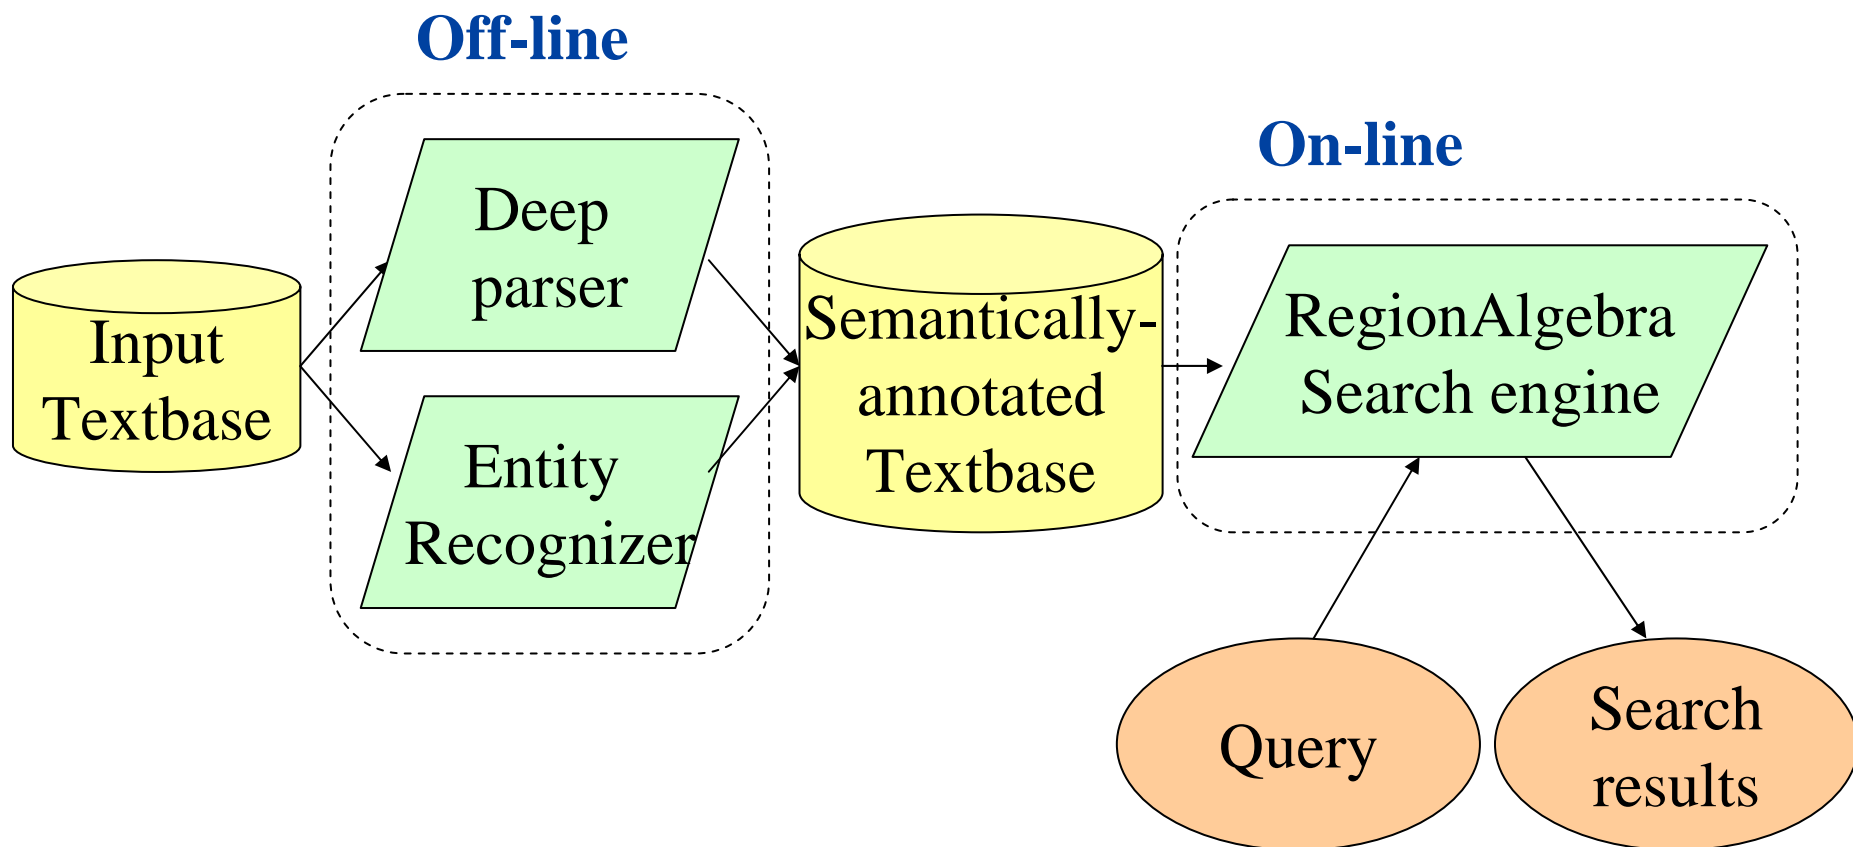 Off-line
On-line
Deep
parser
Input
Textbase
Entity
Recognizer
Semantically-
annotated
Textbase
RegionAlgebra
Search engine
Query
Search
results